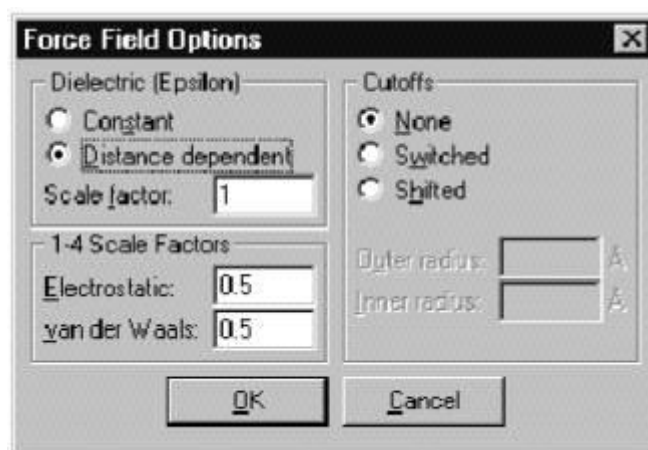 Force Field Options
Dielectric (Epsilon)
Constant
Distance dependent
Scale factor: 1
1-4 Scale Factors
Electrostatic: 0.5
van der Waals: 0.5
Cutoffs
None
Switched
Shifted
Outer radius: Å
Inner radius: Å
OK
Cancel